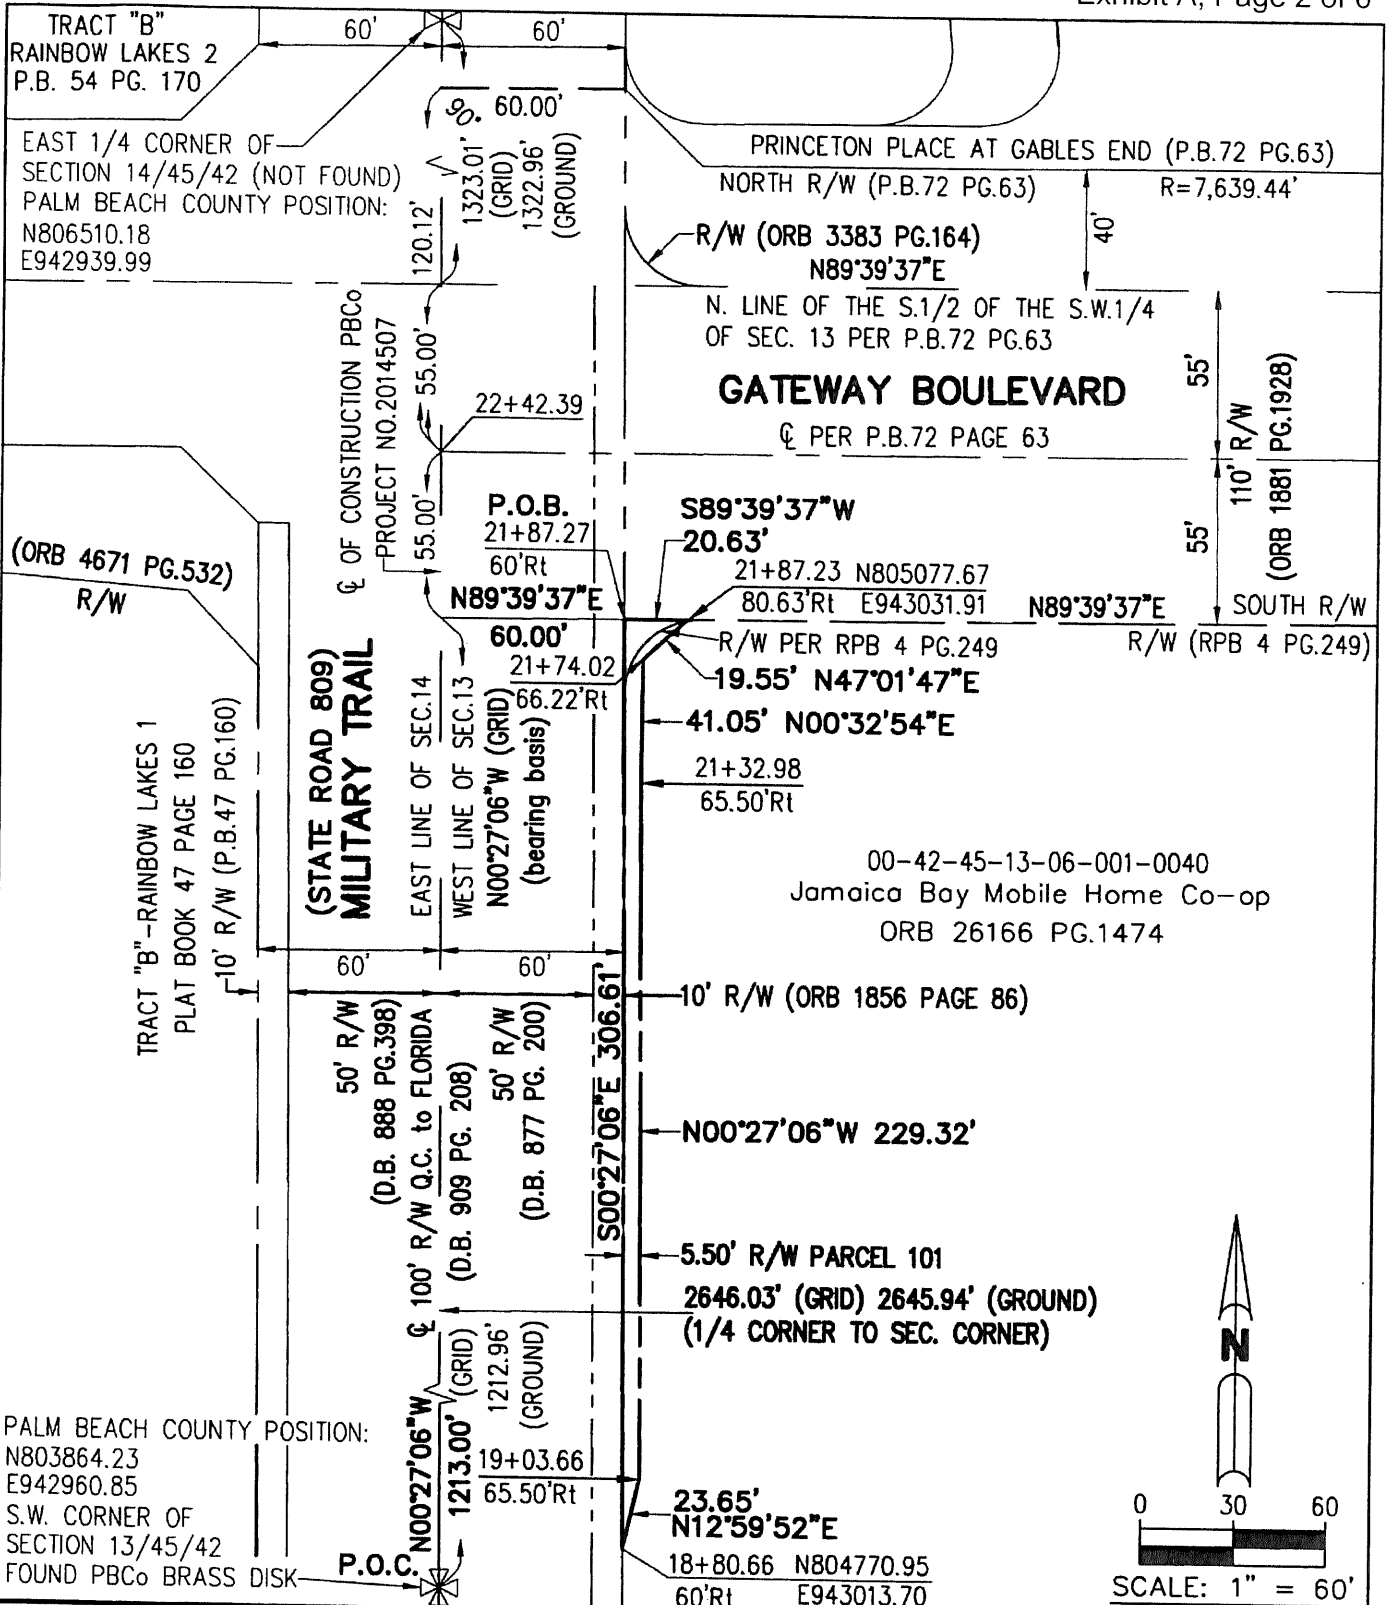 Exhibit A, Page 2 of 6
TRACT "B"
RAINBOW LAKES 2
P.B. 54 PG. 170
60'
60'
90°
60.00'
EAST 1/4 CORNER OF
SECTION 14/45/42 (NOT FOUND)
PALM BEACH COUNTY POSITION:
N806510.18
E942939.99
120.12'
1323.01'
(GRID)
1322.96'
(GROUND)
PRINCETON PLACE AT GABLES END (P.B.72 PG.63)
NORTH R/W (P.B.72 PG.63)
R=7,639.44'
40'
R/W (ORB 3383 PG.164)
N89°39'37"E
N. LINE OF THE S.1/2 OF THE S.W.1/4
OF SEC. 13 PER P.B.72 PG.63
GATEWAY BOULEVARD
℄ PER P.B.72 PAGE 63
55'
55'
110' R/W
(ORB 1881 PG.1928)
℄ OF CONSTRUCTION PBCo
PROJECT NO.2014507
55.00'
55.00'
22+42.39
P.O.B.
21+87.27
60'Rt
N89°39'37"E
60.00'
21+74.02
66.22'Rt
S89°39'37"W
20.63'
21+87.23 N805077.67
80.63'Rt E943031.91
N89°39'37"E
SOUTH R/W
R/W (RPB 4 PG.249)
R/W PER RPB 4 PG.249
19.55' N47°01'47"E
41.05' N00°32'54"E
21+32.98
65.50'Rt
(ORB 4671 PG.532)
R/W
TRACT "B"-RAINBOW LAKES 1
PLAT BOOK 47 PAGE 160
10' R/W (P.B.47 PG.160)
(STATE ROAD 809)
MILITARY TRAIL
EAST LINE OF SEC.14
WEST LINE OF SEC.13
N00°27'06"W (GRID)
(bearing basis)
00-42-45-13-06-001-0040
Jamaica Bay Mobile Home Co-op
ORB 26166 PG.1474
60'
60'
10' R/W (ORB 1856 PAGE 86)
50' R/W
(D.B. 888 PG.398)
℄ 100' R/W Q.C. to FLORIDA
(D.B. 909 PG. 208)
50' R/W
(D.B. 877 PG. 200)
S00°27'06"E 306.61'
N00°27'06"W 229.32'
5.50' R/W PARCEL 101
2646.03' (GRID) 2645.94' (GROUND)
(1/4 CORNER TO SEC. CORNER)
N
N00°27'06"W
1213.00' (GRID)
1212.96'
(GROUND)
PALM BEACH COUNTY POSITION:
N803864.23
E942960.85
S.W. CORNER OF
SECTION 13/45/42
FOUND PBCo BRASS DISK
P.O.C.
19+03.66
65.50'Rt
23.65'
N12°59'52"E
18+80.66 N804770.95
60'Rt E943013.70
0 30 60
SCALE: 1" = 60'